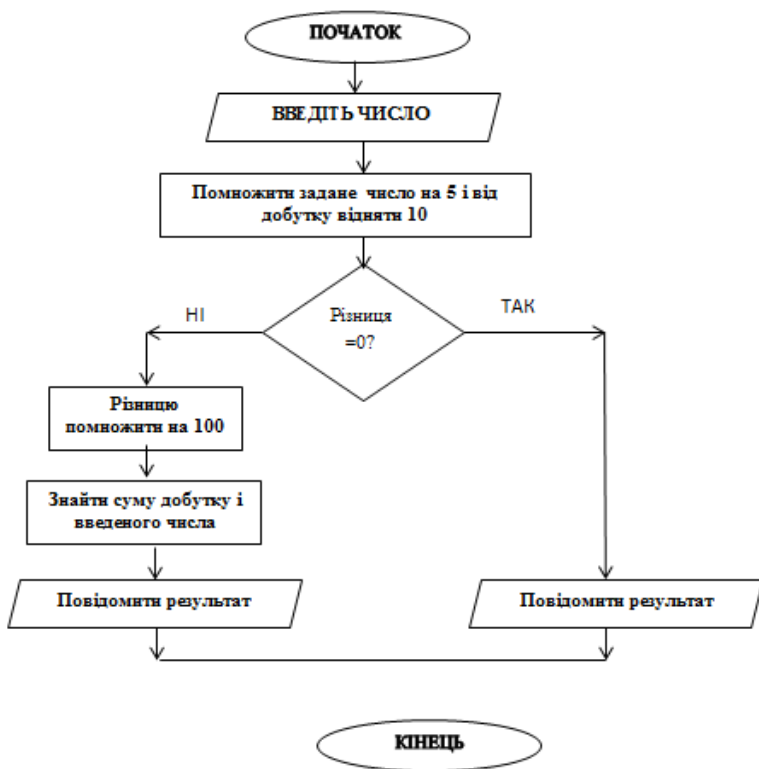 ПОЧАТОК
ВВЕДІТЬ ЧИСЛО
Помножити задане число на 5 і від
добутку відняти 10
НІ
Різниця
=0?
ТАК
Різницю
помножити на 100
Знайти суму добутку і
введеного числа
Повідомити результат
Повідомити результат
КІНЕЦЬ